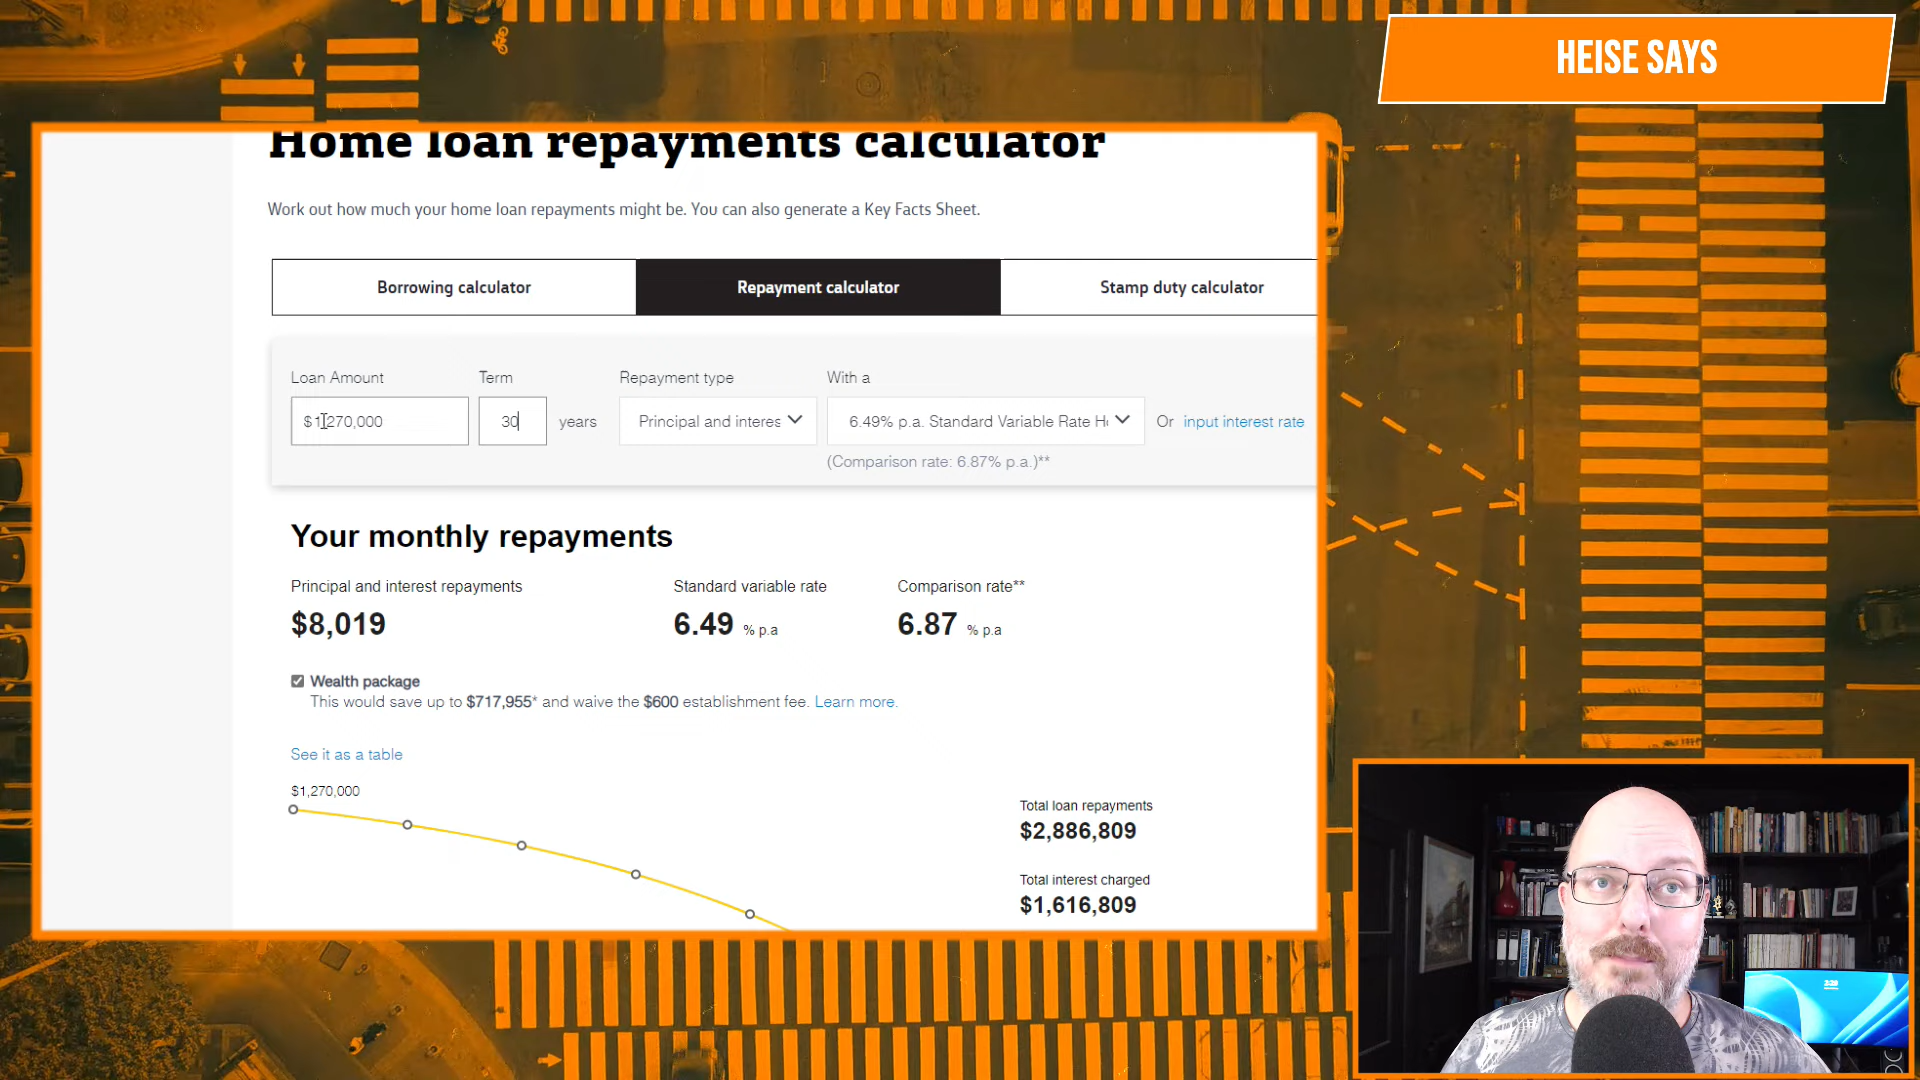 HEISE SAYS
Home loan repayments calculator
Work out how much your home loan repayments might be. You can also generate a Key Facts Sheet.
Borrowing calculator
Repayment calculator
Stamp duty calculator
Loan Amount
Term
Repayment type
With a
$1,270,000
30
years
Principal and interes
6.49% p.a. Standard Variable Rate H
Or input interest rate
(Comparison rate: 6.87% p.a.)**
Your monthly repayments
Principal and interest repayments
Standard variable rate
Comparison rate**
$8,019
6.49 % p.a
6.87 % p.a
Wealth package
This would save up to $717,955* and waive the $600 establishment fee. Learn more.
See it as a table
$1,270,000
Total loan repayments
$2,886,809
Total interest charged
$1,616,809